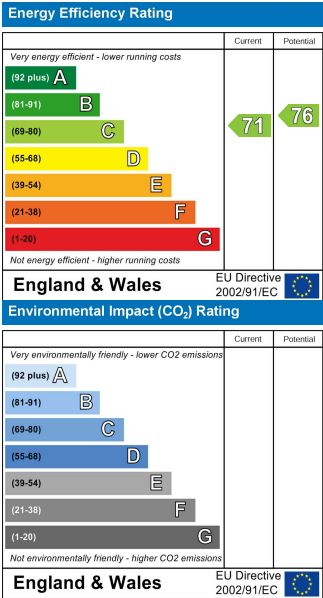 Energy Efficiency Rating
Current Potential
Very energy efficient - lower running costs
(92 plus) A
(81-91) B
(69-80) C
71 76
(55-68) D
(39-54) E
(21-38) F
(1-20) G
Not energy efficient - higher running costs
England & Wales
EU Directive
2002/91/EC
Environmental Impact (CO₂) Rating
Current Potential
Very environmentally friendly - lower CO2 emissions
(92 plus) A
(81-91) B
(69-80) C
(55-68) D
(39-54) E
(21-38) F
(1-20) G
Not environmentally friendly - higher CO2 emissions
England & Wales
EU Directive
2002/91/EC